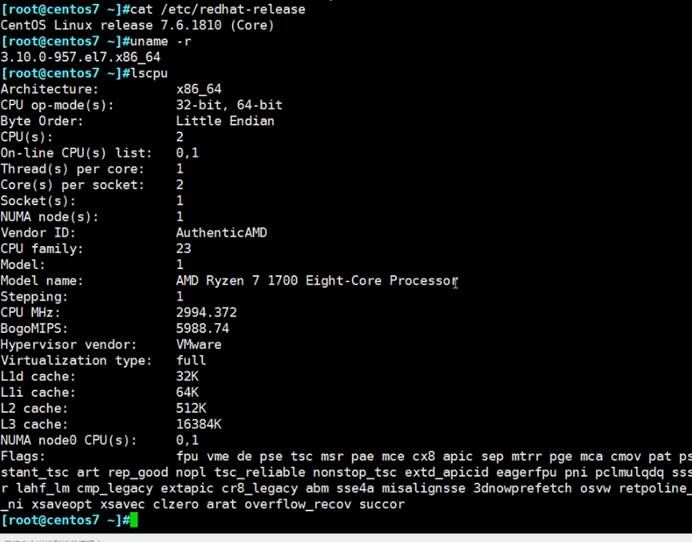 [root@centos7 ~]#cat /etc/redhat-release
CentOS Linux release 7.6.1810 (Core)
[root@centos7 ~]#uname -r
3.10.0-957.el7.x86_64
[root@centos7 ~]#lscpu
Architecture:          x86_64
CPU op-mode(s):        32-bit, 64-bit
Byte Order:            Little Endian
CPU(s):                2
On-line CPU(s) list:   0,1
Thread(s) per core:    1
Core(s) per socket:    2
Socket(s):             1
NUMA node(s):          1
Vendor ID:             AuthenticAMD
CPU family:            23
Model:                 1
Model name:            AMD Ryzen 7 1700 Eight-Core Processor
Stepping:              1
CPU MHz:               2994.372
BogoMIPS:              5988.74
Hypervisor vendor:     VMware
Virtualization type:   full
L1d cache:             32K
L1i cache:             64K
L2 cache:              512K
L3 cache:              16384K
NUMA node0 CPU(s):     0,1
Flags:                 fpu vme de pse tsc msr pae mce cx8 apic sep mtrr pge mca cmov pat ps
stant_tsc art rep_good nopl tsc_reliable nonstop_tsc extd_apicid eagerfpu pni pclmulqdq sss
r lahf_lm cmp_legacy extapic cr8_legacy abm sse4a misalignsse 3dnowprefetch osvw retpoline_
_ni xsaveopt xsavec clzero arat overflow_recov succor
[root@centos7 ~]#